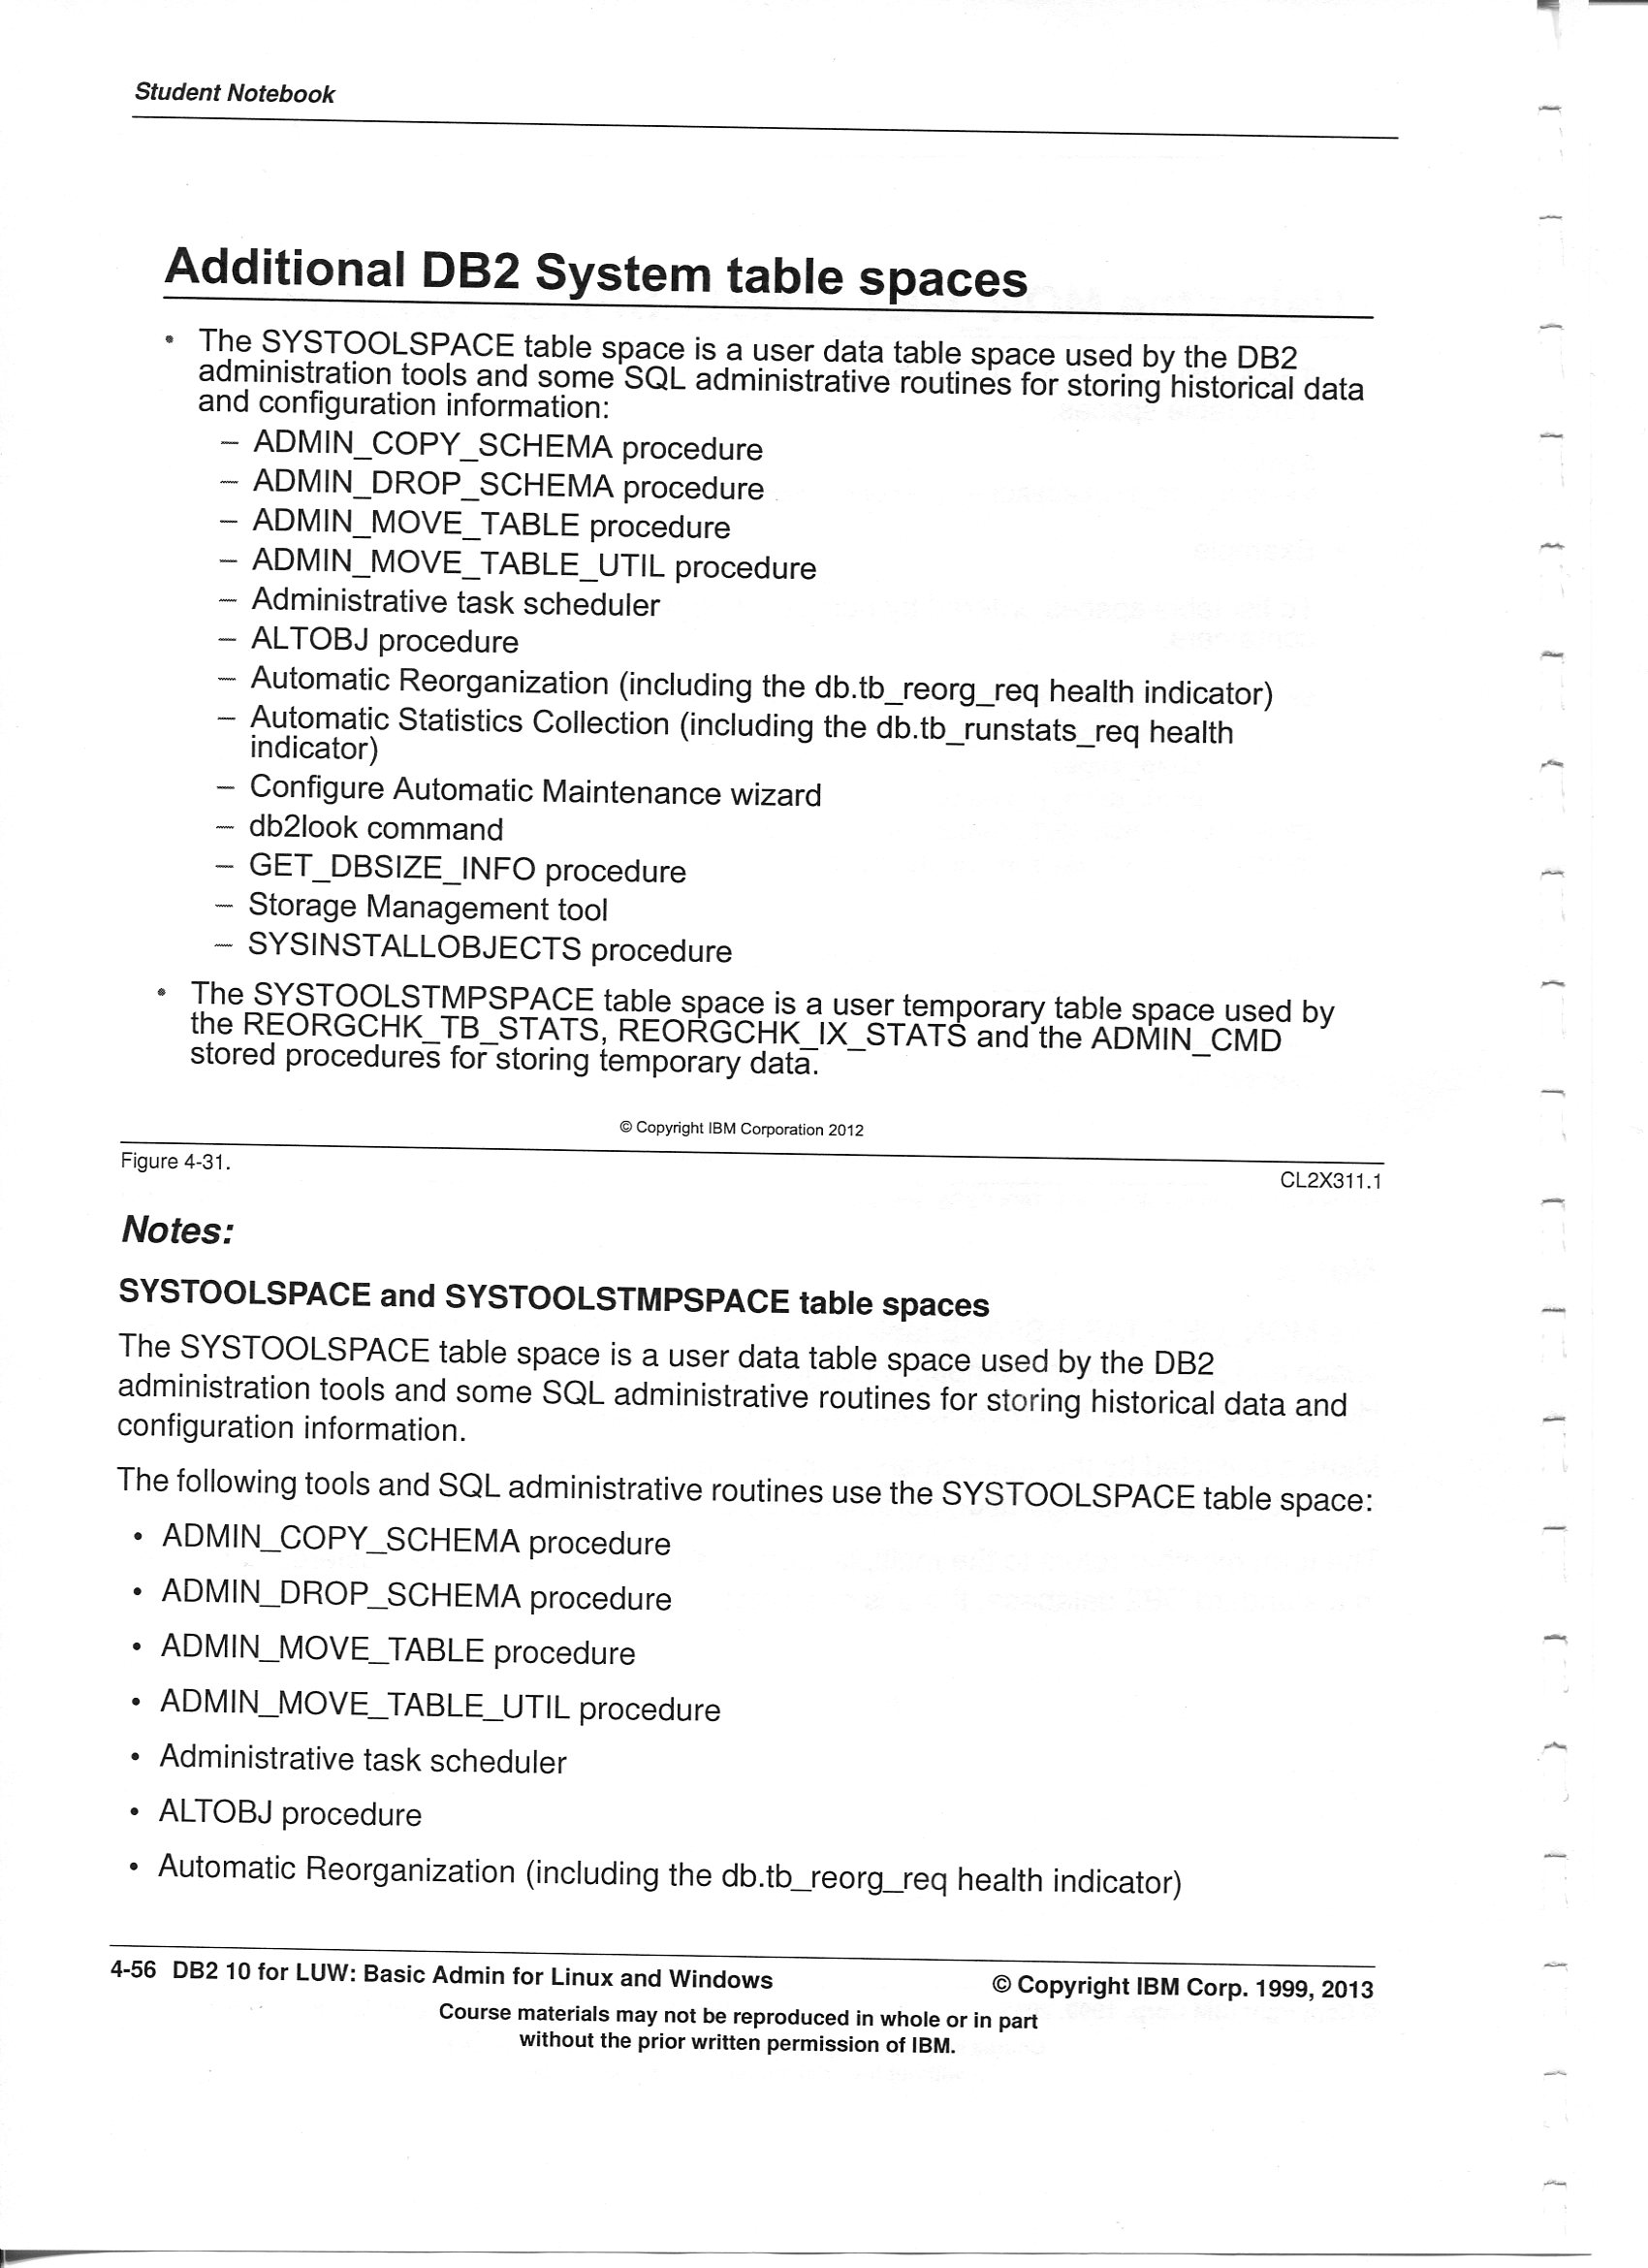 Student Notebook
Additional DB2 System table spaces
• The SYSTOOLSPACE table space is a user data table space used by the DB2
administration tools and some SQL administrative routines for storing historical data
and configuration information:
– ADMIN_COPY_SCHEMA procedure
– ADMIN_DROP_SCHEMA procedure
– ADMIN_MOVE_TABLE procedure
– ADMIN_MOVE_TABLE_UTIL procedure
– Administrative task scheduler
– ALTOBJ procedure
– Automatic Reorganization (including the db.tb_reorg_req health indicator)
– Automatic Statistics Collection (including the db.tb_runstats_req health
indicator)
– Configure Automatic Maintenance wizard
– db2look command
– GET_DBSIZE_INFO procedure
– Storage Management tool
– SYSINSTALLOBJECTS procedure
• The SYSTOOLSTMPSPACE table space is a user temporary table space used by
the REORGCHK_TB_STATS, REORGCHK_IX_STATS and the ADMIN_CMD
stored procedures for storing temporary data.
© Copyright IBM Corporation 2012
Figure 4-31.
CL2X311.1
Notes:
SYSTOOLSPACE and SYSTOOLSTMPSPACE table spaces
The SYSTOOLSPACE table space is a user data table space used by the DB2
administration tools and some SQL administrative routines for storing historical data and
configuration information.
The following tools and SQL administrative routines use the SYSTOOLSPACE table space:
• ADMIN_COPY_SCHEMA procedure
• ADMIN_DROP_SCHEMA procedure
• ADMIN_MOVE_TABLE procedure
• ADMIN_MOVE_TABLE_UTIL procedure
• Administrative task scheduler
• ALTOBJ procedure
• Automatic Reorganization (including the db.tb_reorg_req health indicator)
4-56 DB2 10 for LUW: Basic Admin for Linux and Windows
© Copyright IBM Corp. 1999, 2013
Course materials may not be reproduced in whole or in part
without the prior written permission of IBM.